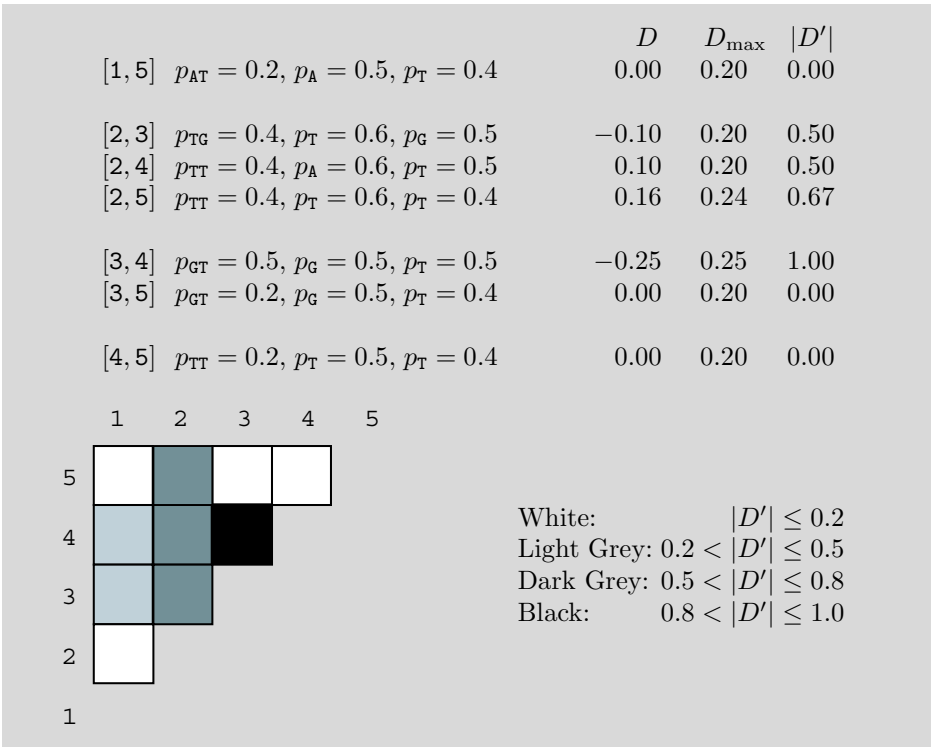 D D_max |D′|
[1,5] p_AT = 0.2, p_A = 0.5, p_T = 0.4 0.00 0.20 0.00
[2,3] p_TG = 0.4, p_T = 0.6, p_G = 0.5 −0.10 0.20 0.50
[2,4] p_TT = 0.4, p_A = 0.6, p_T = 0.5 0.10 0.20 0.50
[2,5] p_TT = 0.4, p_T = 0.6, p_T = 0.4 0.16 0.24 0.67
[3,4] p_GT = 0.5, p_G = 0.5, p_T = 0.5 −0.25 0.25 1.00
[3,5] p_GT = 0.2, p_G = 0.5, p_T = 0.4 0.00 0.20 0.00
[4,5] p_TT = 0.2, p_T = 0.5, p_T = 0.4 0.00 0.20 0.00
1 2 3 4 5
5
4
3
2
1
White: |D′| ≤ 0.2
Light Grey: 0.2 < |D′| ≤ 0.5
Dark Grey: 0.5 < |D′| ≤ 0.8
Black: 0.8 < |D′| ≤ 1.0